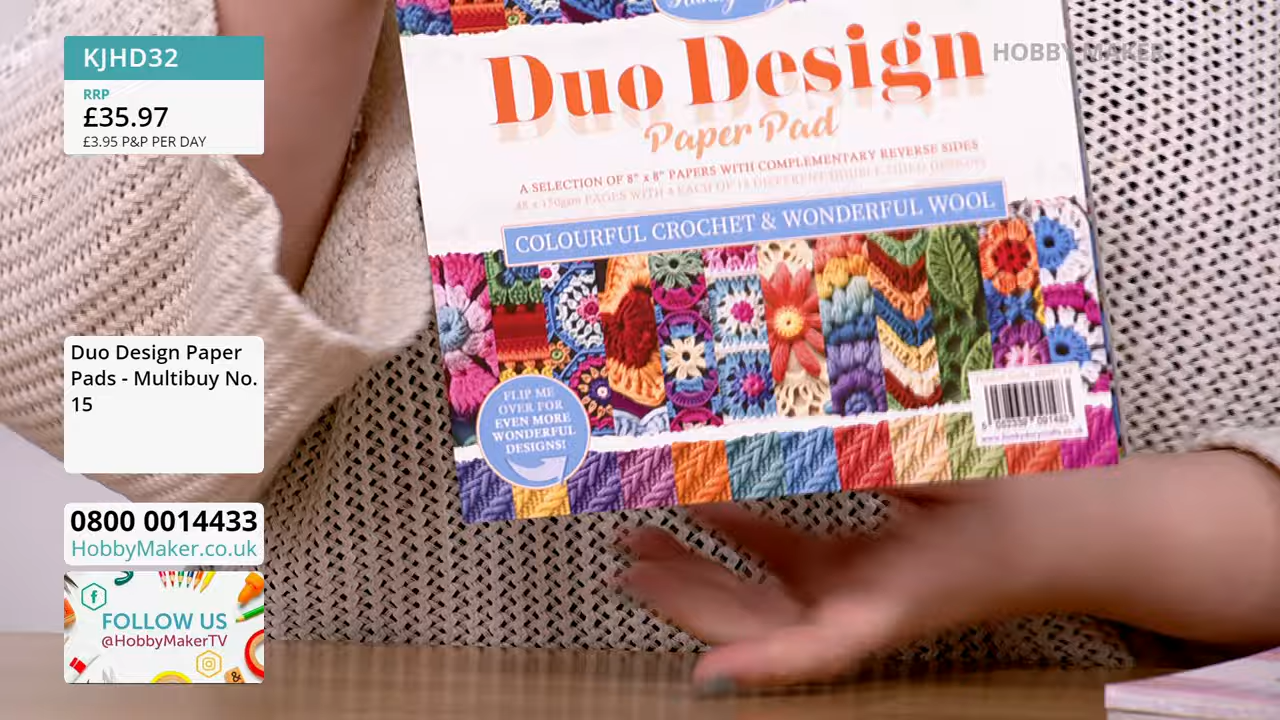 KJHD32
RRP
£35.97
£3.95 P&P PER DAY
Duo Design Paper
Pads - Multibuy No.
15
0800 0014433
HobbyMaker.co.uk
FOLLOW US
@HobbyMakerTV
HOBBY MAKER
Duo Design
Paper Pad
A SELECTION OF 8" x 8" PAPERS WITH COMPLEMENTARY REVERSE SIDES
COLOURFUL CROCHET & WONDERFUL WOOL
FLIP ME
OVER FOR
EVEN MORE
WONDERFUL
DESIGNS!